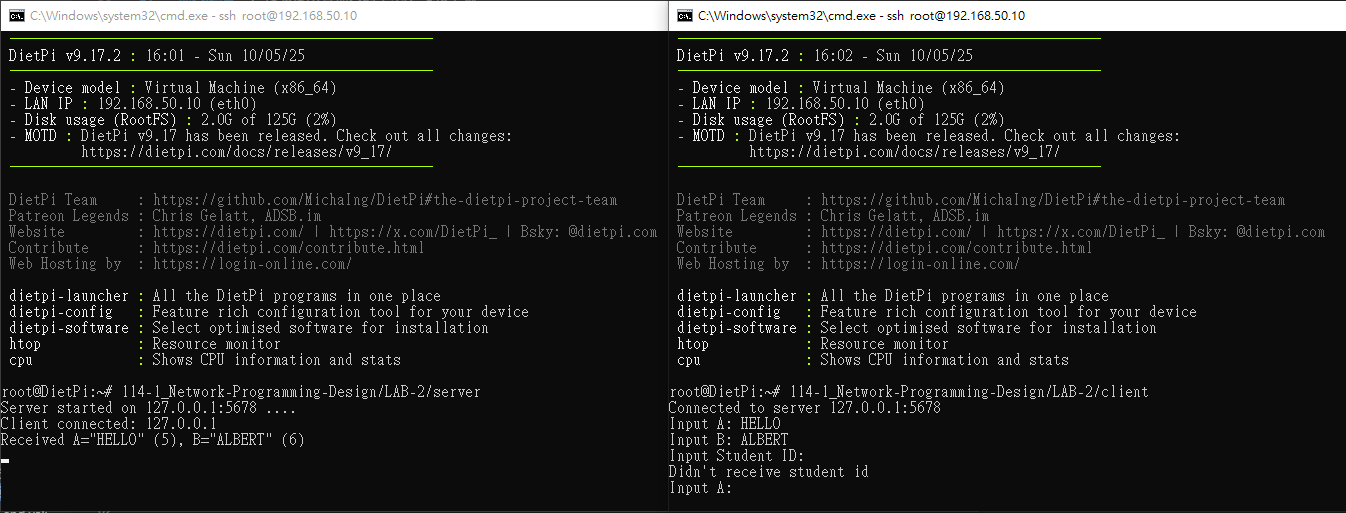 C:\Windows\system32\cmd.exe - ssh root@192.168.50.10
DietPi v9.17.2 : 16:01 - Sun 10/05/25
- Device model : Virtual Machine (x86_64)
- LAN IP : 192.168.50.10 (eth0)
- Disk usage (RootFS) : 2.0G of 125G (2%)
- MOTD : DietPi v9.17 has been released. Check out all changes:
https://dietpi.com/docs/releases/v9_17/
DietPi Team : https://github.com/MichaIng/DietPi#the-dietpi-project-team
Patreon Legends : Chris Gelatt, ADSB.im
Website : https://dietpi.com/ | https://x.com/DietPi_ | Bsky: @dietpi.com
Contribute : https://dietpi.com/contribute.html
Web Hosting by : https://login-online.com/
dietpi-launcher : All the DietPi programs in one place
dietpi-config : Feature rich configuration tool for your device
dietpi-software : Select optimised software for installation
htop : Resource monitor
cpu : Shows CPU information and stats
root@DietPi:~# 114-1_Network-Programming-Design/LAB-2/server
Server started on 127.0.0.1:5678 ....
Client connected: 127.0.0.1
Received A="HELLO" (5), B="ALBERT" (6)
C:\Windows\system32\cmd.exe - ssh root@192.168.50.10
DietPi v9.17.2 : 16:02 - Sun 10/05/25
- Device model : Virtual Machine (x86_64)
- LAN IP : 192.168.50.10 (eth0)
- Disk usage (RootFS) : 2.0G of 125G (2%)
- MOTD : DietPi v9.17 has been released. Check out all changes:
https://dietpi.com/docs/releases/v9_17/
DietPi Team : https://github.com/MichaIng/DietPi#the-dietpi-project-team
Patreon Legends : Chris Gelatt, ADSB.im
Website : https://dietpi.com/ | https://x.com/DietPi_ | Bsky: @dietpi.com
Contribute : https://dietpi.com/contribute.html
Web Hosting by : https://login-online.com/
dietpi-launcher : All the DietPi programs in one place
dietpi-config : Feature rich configuration tool for your device
dietpi-software : Select optimised software for installation
htop : Resource monitor
cpu : Shows CPU information and stats
root@DietPi:~# 114-1_Network-Programming-Design/LAB-2/client
Connected to server 127.0.0.1:5678
Input A: HELLO
Input B: ALBERT
Input Student ID:
Didn't receive student id
Input A: